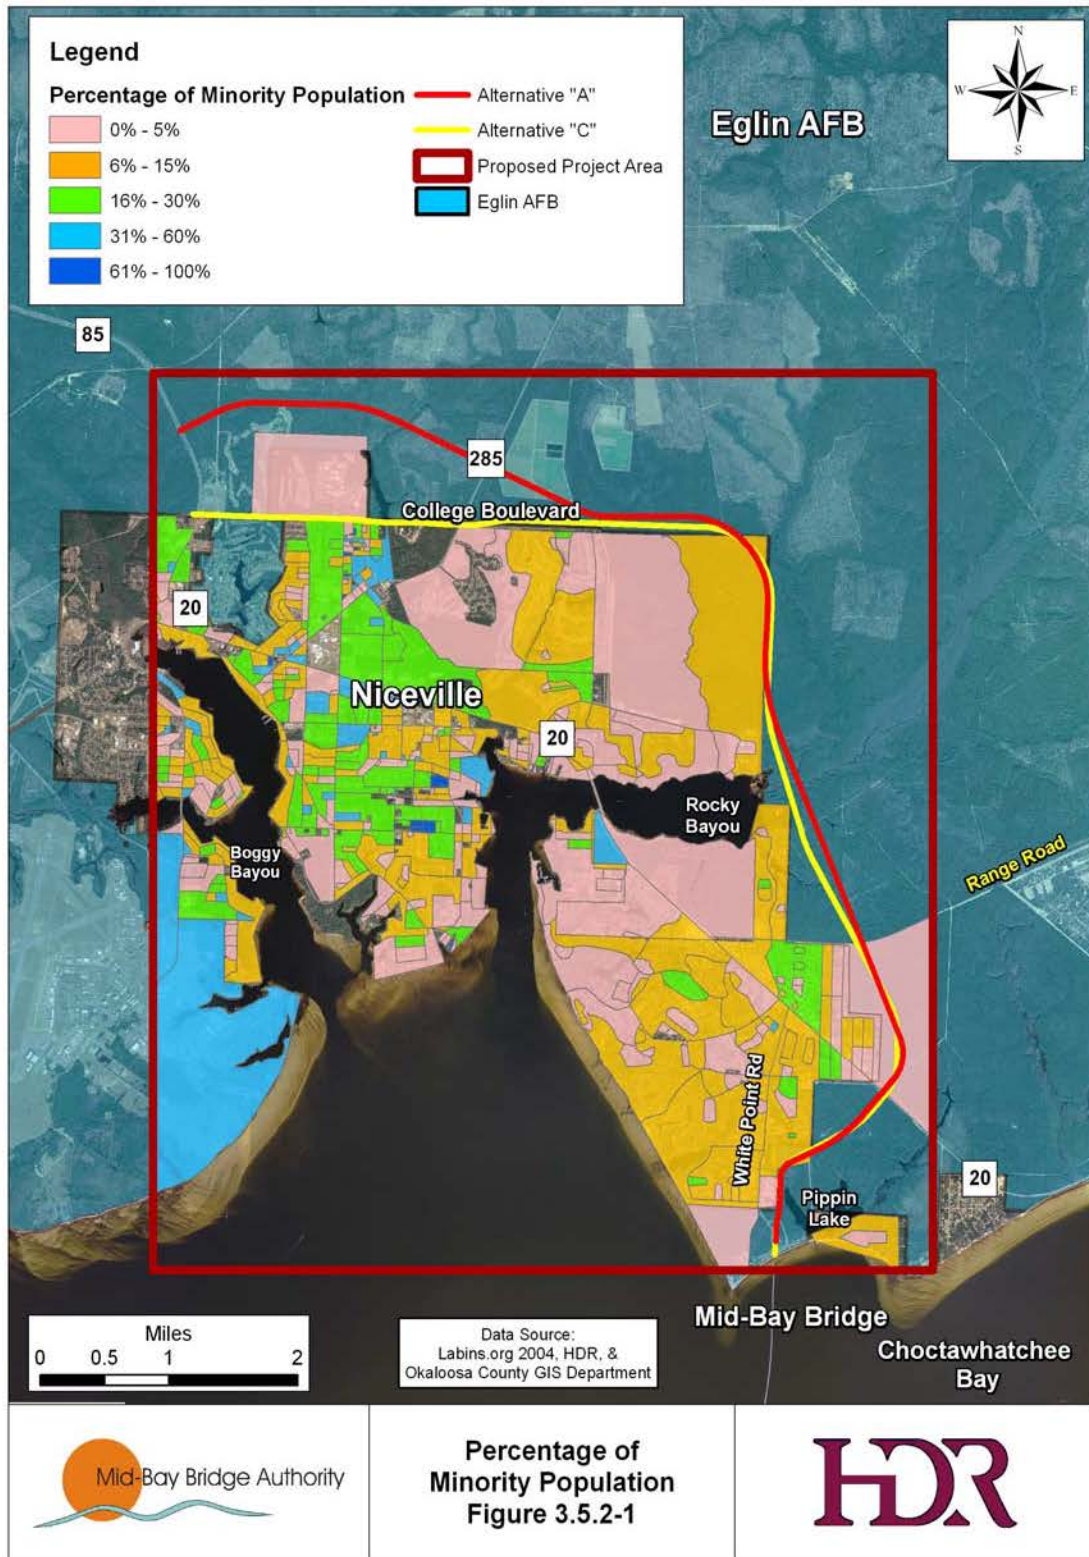 Legend
Percentage of Minority Population
0% - 5%
6% - 15%
16% - 30%
31% - 60%
61% - 100%
Alternative "A"
Alternative "C"
Proposed Project Area
Eglin AFB
Eglin AFB
N
W
E
S
85
285
College Boulevard
20
Niceville
20
Rocky
Bayou
Boggy
Bayou
Range Road
White Point Rd
Pippin
Lake
20
Mid-Bay Bridge
Choctawhatchee
Bay
Miles
0 0.5 1 2
Data Source:
Labins.org 2004, HDR, &
Okaloosa County GIS Department
Mid-Bay Bridge Authority
Percentage of
Minority Population
Figure 3.5.2-1
HDR